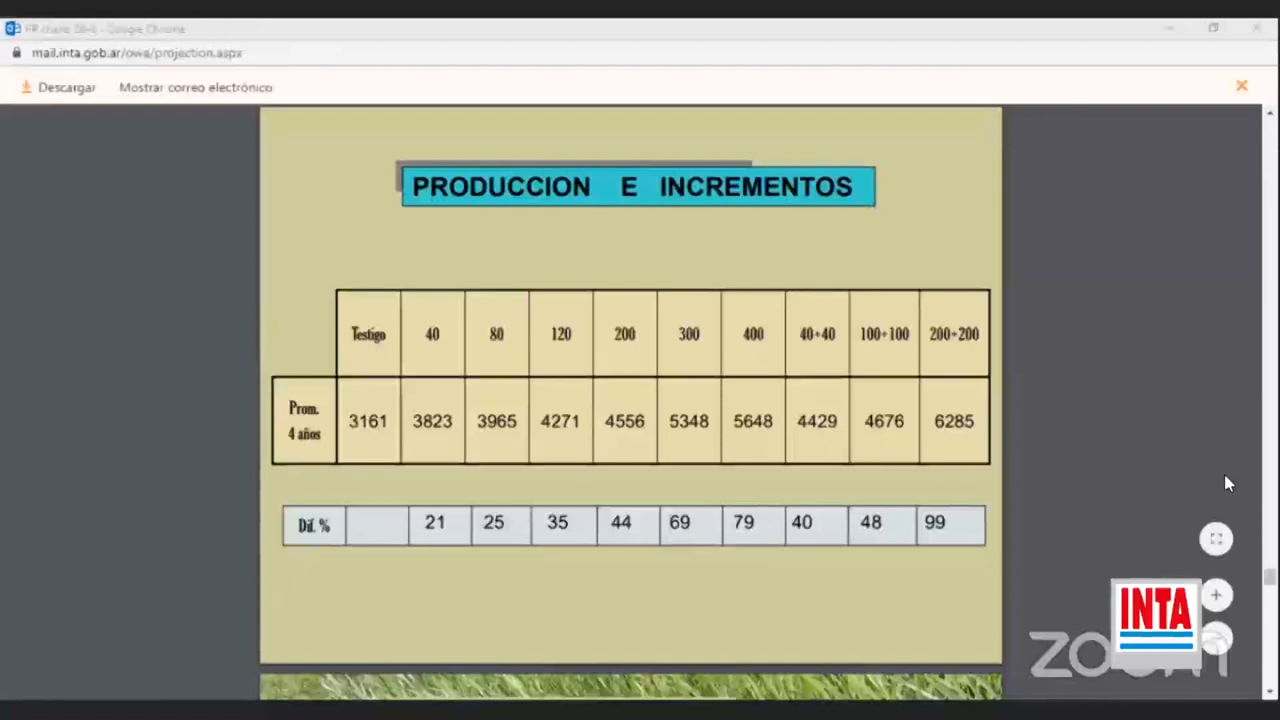 mail.inta.gob.ar/owa/projection.aspx
Descargar Mostrar correo electrónico
PRODUCCION E INCREMENTOS
Testigo 40 80 120 200 300 400 40+40 100+100 200+200
Prom.
4 años 3161 3823 3965 4271 4556 5348 5648 4429 4676 6285
Dif. % 21 25 35 44 69 79 40 48 99
INTA